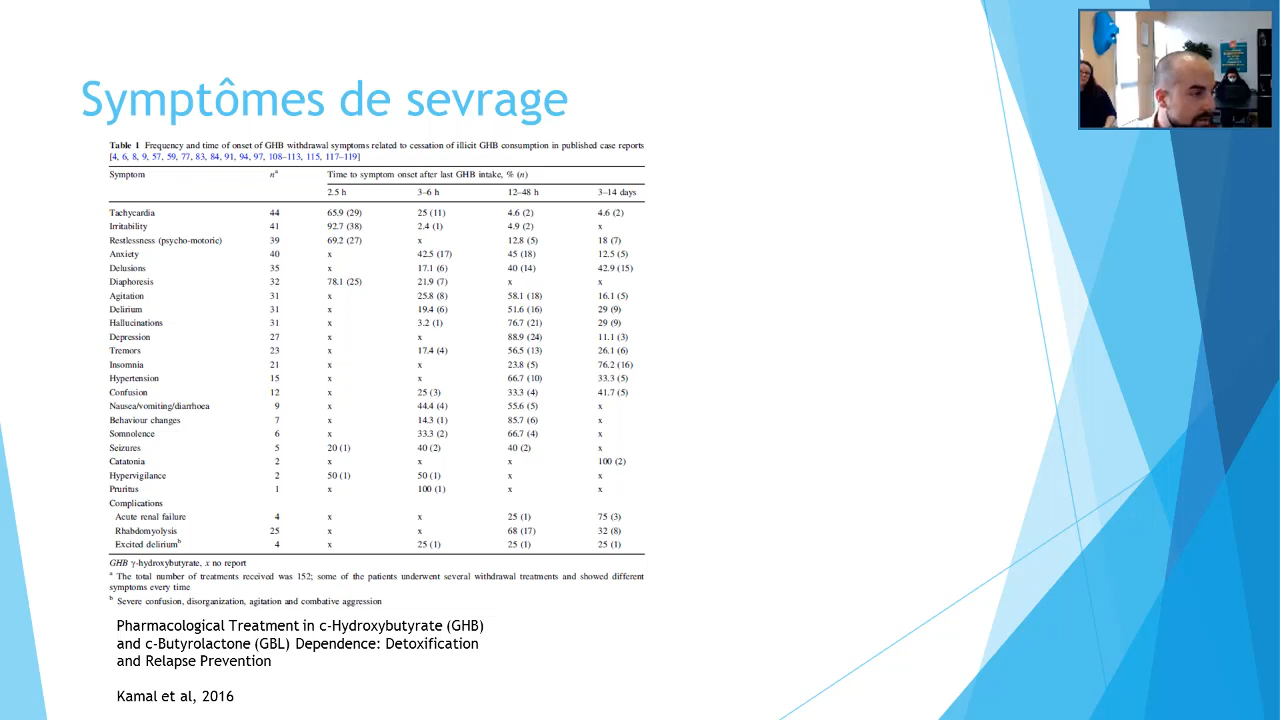 Symptômes de sevrage
Table 1 Frequency and time of onset of GHB withdrawal symptoms related to cessation of illicit GHB consumption in published case reports
[4, 6, 8, 9, 57, 59, 77, 83, 84, 91, 94, 97, 108–113, 115, 117–119]
Symptom nᵃ Time to symptom onset after last GHB intake, % (n)
2.5 h 3–6 h 12–48 h 3–14 days
Tachycardia 44 65.9 (29) 25 (11) 4.6 (2) 4.6 (2)
Irritability 41 92.7 (38) 2.4 (1) 4.9 (2) x
Restlessness (psycho-motoric) 39 69.2 (27) x 12.8 (5) 18 (7)
Anxiety 40 x 42.5 (17) 45 (18) 12.5 (5)
Delusions 35 x 17.1 (6) 40 (14) 42.9 (15)
Diaphoresis 32 78.1 (25) 21.9 (7) x x
Agitation 31 x 25.8 (8) 58.1 (18) 16.1 (5)
Delirium 31 x 19.4 (6) 51.6 (16) 29 (9)
Hallucinations 31 x 3.2 (1) 76.7 (21) 29 (9)
Depression 27 x x 88.9 (24) 11.1 (3)
Tremors 23 x 17.4 (4) 56.5 (13) 26.1 (6)
Insomnia 21 x x 23.8 (5) 76.2 (16)
Hypertension 15 x x 66.7 (10) 33.3 (5)
Confusion 12 x 25 (3) 33.3 (4) 41.7 (5)
Nausea/vomiting/diarrhoea 9 x 44.4 (4) 55.6 (5) x
Behaviour changes 7 x 14.3 (1) 85.7 (6) x
Somnolence 6 x 33.3 (2) 66.7 (4) x
Seizures 5 20 (1) 40 (2) 40 (2) x
Catatonia 2 x x x 100 (2)
Hypervigilance 2 50 (1) 50 (1) x x
Pruritus 1 x 100 (1) x x
Complications
Acute renal failure 4 x x 25 (1) 75 (3)
Rhabdomyolysis 25 x x 68 (17) 32 (8)
Excited deliriumᵇ 4 x 25 (1) 25 (1) 25 (1)
GHB γ-hydroxybutyrate, x no report
ᵃ The total number of treatments received was 152; some of the patients underwent several withdrawal treatments and showed different
symptoms every time
ᵇ Severe confusion, disorganization, agitation and combative aggression
Pharmacological Treatment in c-Hydroxybutyrate (GHB)
and c-Butyrolactone (GBL) Dependence: Detoxification
and Relapse Prevention
Kamal et al, 2016